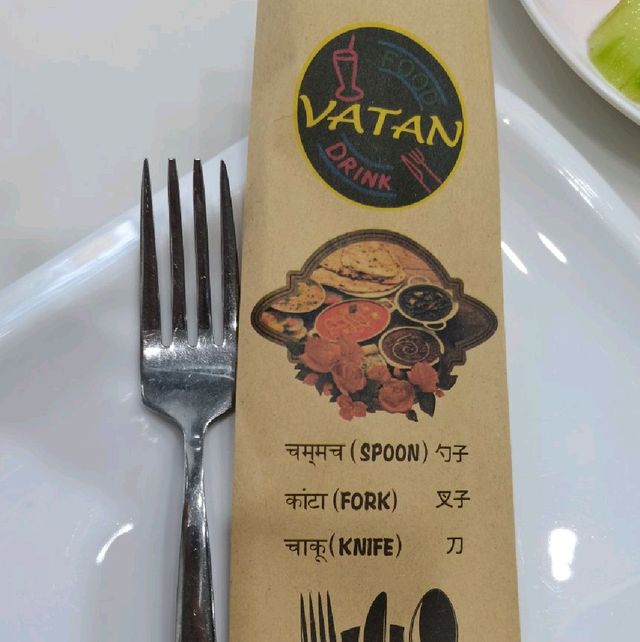 FOOD
VATAN
DRINK
चम्मच (SPOON) 勺子
कांटा (FORK) 叉子
चाकू (KNIFE) 刀